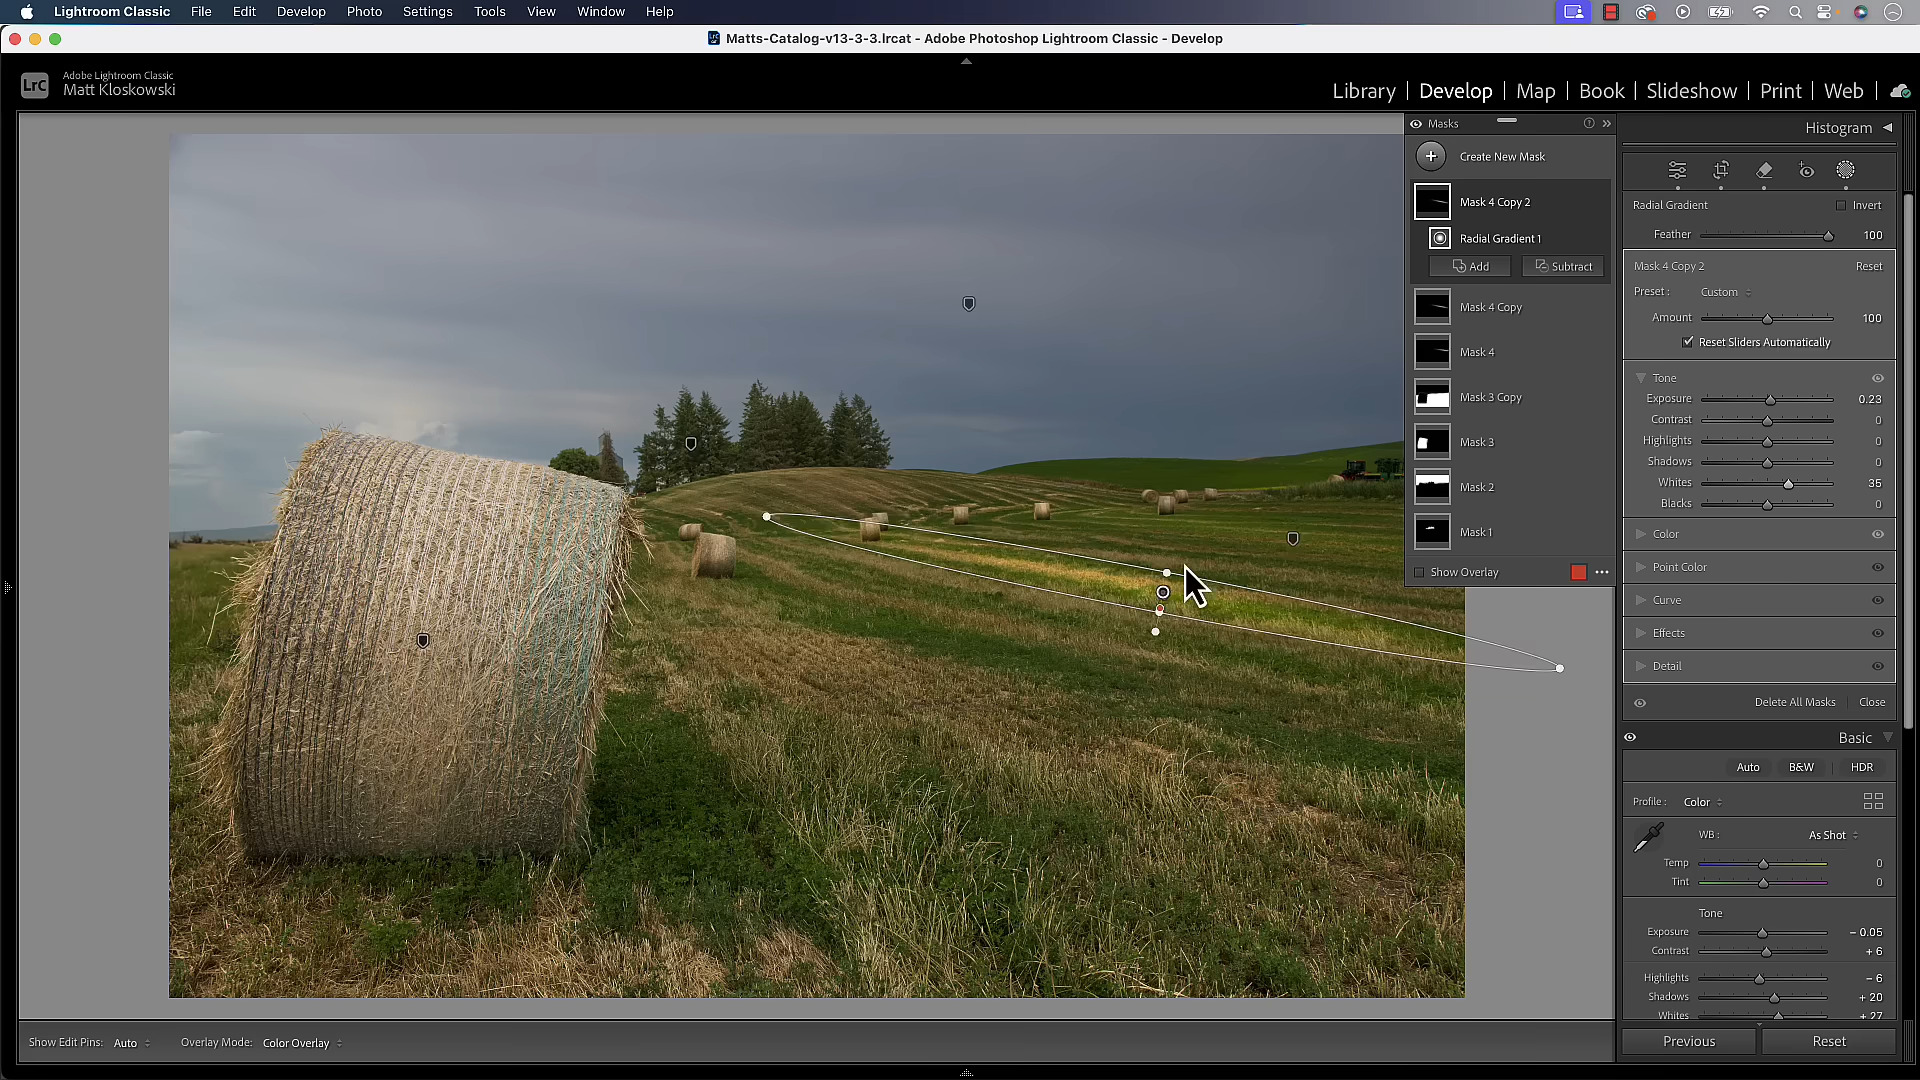 Lightroom Classic File Edit Develop Photo Settings Tools View Window Help
Matts-Catalog-v13-3-3.lrcat - Adobe Photoshop Lightroom Classic - Develop
LrC
Adobe Lightroom Classic
Matt Kloskowski
Library | Develop | Map | Book | Slideshow | Print | Web
Masks
Create New Mask
Mask 4 Copy 2
Radial Gradient 1
Add Subtract
Mask 4 Copy
Mask 4
Mask 3 Copy
Mask 3
Mask 2
Mask 1
Show Overlay
Histogram
Radial Gradient Invert
Feather 100
Mask 4 Copy 2 Reset
Preset : Custom
Amount 100
Reset Sliders Automatically
Tone
Exposure 0.23
Contrast 0
Highlights 0
Shadows 0
Whites 35
Blacks 0
Color
Point Color
Curve
Effects
Detail
Delete All Masks Close
Basic
Auto B&W HDR
Profile : Color
WB : As Shot
Temp 0
Tint 0
Tone
Exposure – 0.05
Contrast + 6
Highlights – 6
Shadows + 20
Whites + 27
Previous Reset
Show Edit Pins: Auto Overlay Mode: Color Overlay